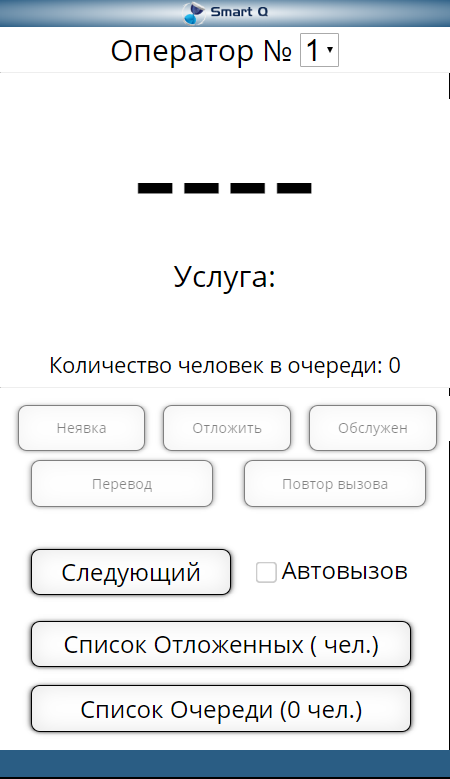 Smart Q
Оператор № 1
– – – –
Услуга:
Количество человек в очереди: 0
Неявка Отложить Обслужен
Перевод Повтор вызова
Следующий Автовызов
Список Отложенных ( чел.)
Список Очереди (0 чел.)